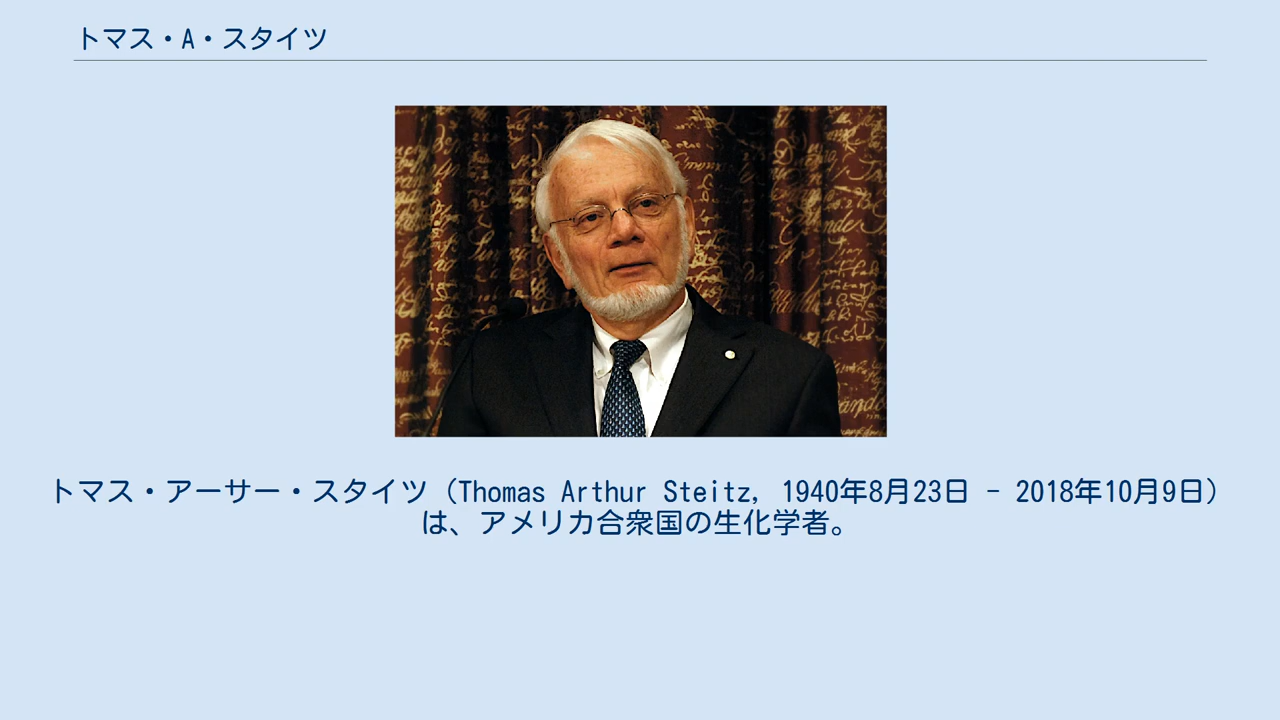 トマス・A・スタイツ
トマス・アーサー・スタイツ（Thomas Arthur Steitz, 1940年8月23日 - 2018年10月9日）
は、アメリカ合衆国の生化学者。